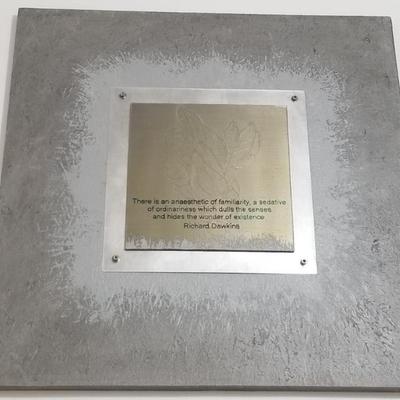 There is an anaesthetic of familiarity, a sedative
of ordinariness which dulls the senses
and hides the wonder of existence
Richard Dawkins